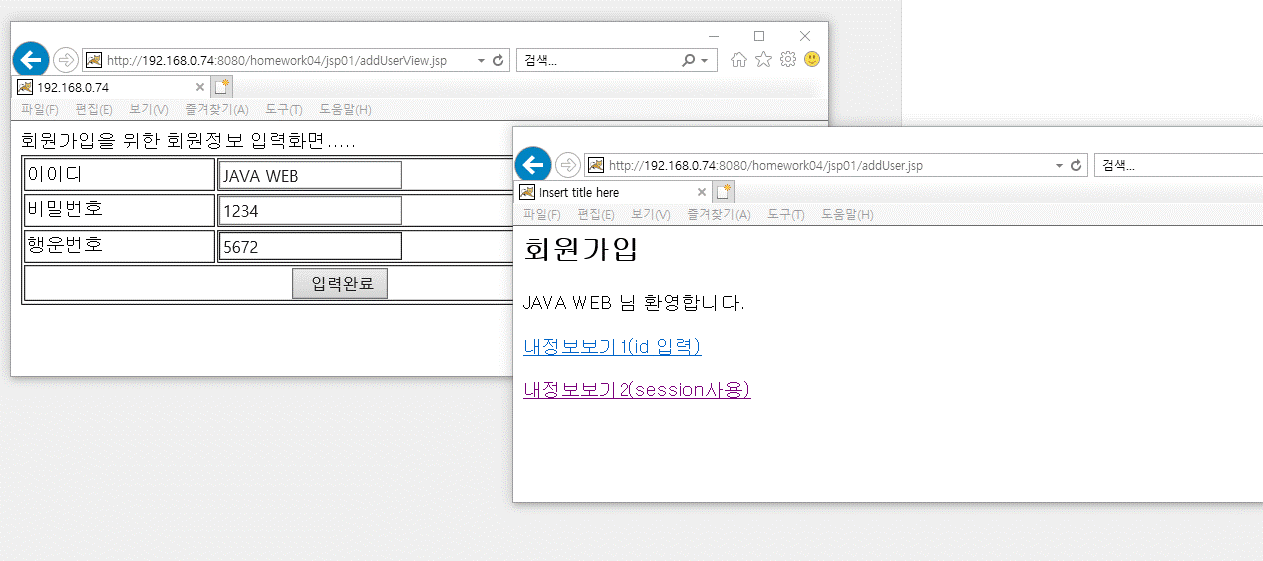 http://192.168.0.74:8080/homework04/jsp01/addUserView.jsp
검색...
192.168.0.74
파일(F) 편집(E) 보기(V) 즐겨찾기(A) 도구(T) 도움말(H)
회원가입을 위한 회원정보 입력화면.....
이이디 JAVA WEB
비밀번호 1234
행운번호 5672
입력완료
http://192.168.0.74:8080/homework04/jsp01/addUser.jsp
검색...
Insert title here
파일(F) 편집(E) 보기(V) 즐겨찾기(A) 도구(T) 도움말(H)
회원가입
JAVA WEB 님 환영합니다.
내정보보기1(id 입력)
내정보보기2(session사용)